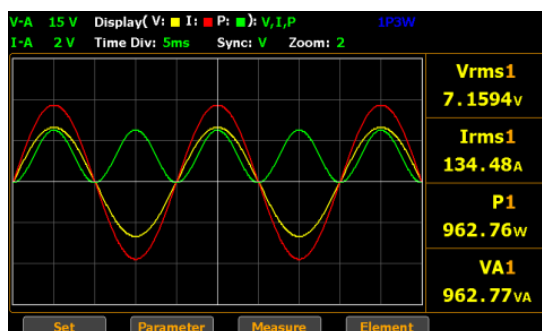 V-A 15 V Display( V: I: P: ): V,I,P 1P3W
I-A 2 V Time Div: 5ms Sync: V Zoom: 2
Vrms1
7.1594V
Irms1
134.48A
P1
962.76W
VA1
962.77VA
Set Parameter Measure Element